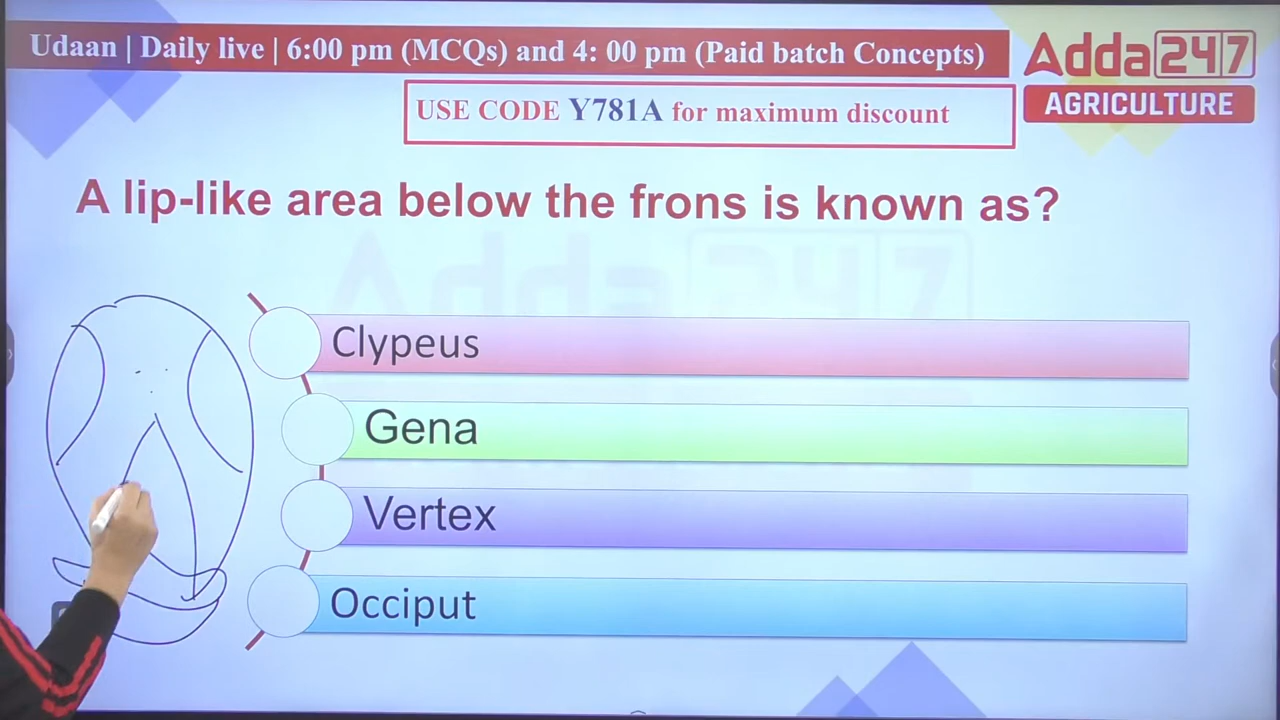 Udaan | Daily live | 6:00 pm (MCQs) and 4: 00 pm (Paid batch Concepts)
Adda247
AGRICULTURE
USE CODE Y781A for maximum discount
A lip-like area below the frons is known as?
Adda247
Clypeus
Gena
Vertex
Occiput